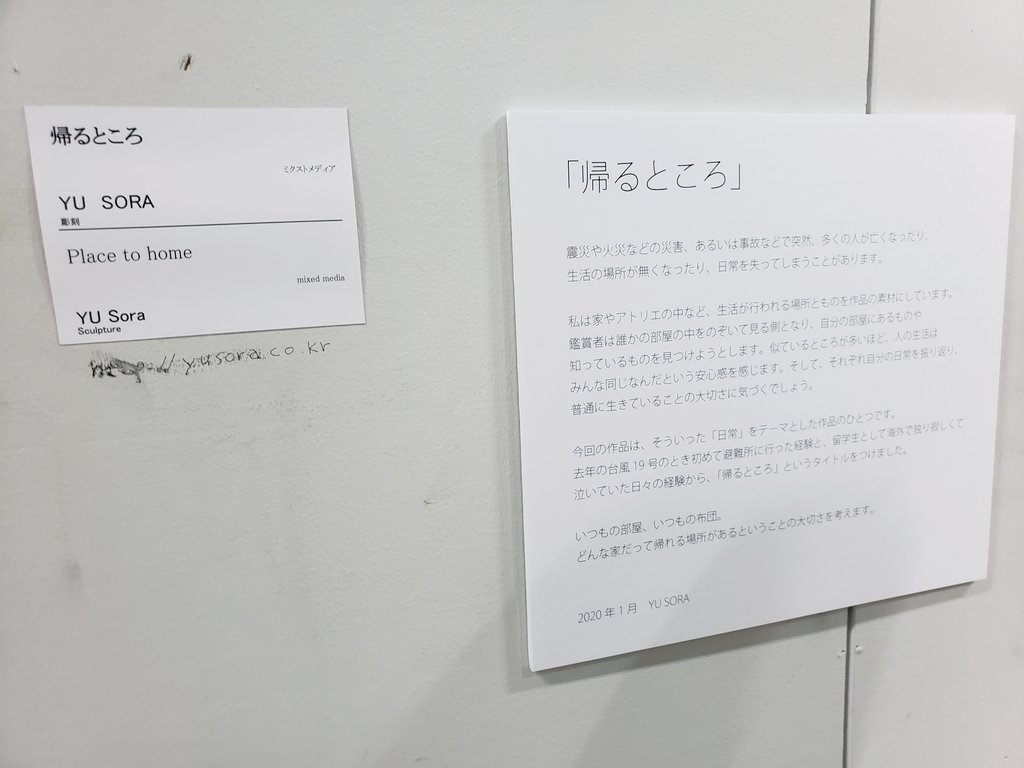 帰るところ
ミクストメディア
YU SORA
彫刻
Place to home
mixed media
YU Sora
Sculpture
//yusora.co.kr
「帰るところ」
震災や火災などの災害、あるいは事故などで突然、多くの人が亡くなったり、
生活の場所が無くなったり、日常を失ってしまうことがあります。
私は家やアトリエの中など、生活が行われる場所とものを作品の素材にしています。
鑑賞者は誰かの部屋の中をのぞいて見る側となり、自分の部屋にあるものや
知っているものを見つけようとします。似ているところが多いほど、人の生活は
みんな同じなんだという安心感を感じます。そして、それぞれ自分の日常を振り返り、
普通に生きていることの大切さに気づくでしょう。
今回の作品は、そういった「日常」をテーマとした作品のひとつです。
去年の台風19号のとき初めて避難所に行った経験と、留学生として海外で独り寂しくて
泣いていた日々の経験から、「帰るところ」というタイトルをつけました。
いつもの部屋、いつもの布団。
どんな家だって帰れる場所があるということの大切さを考えます。
2020年1月 YU SORA